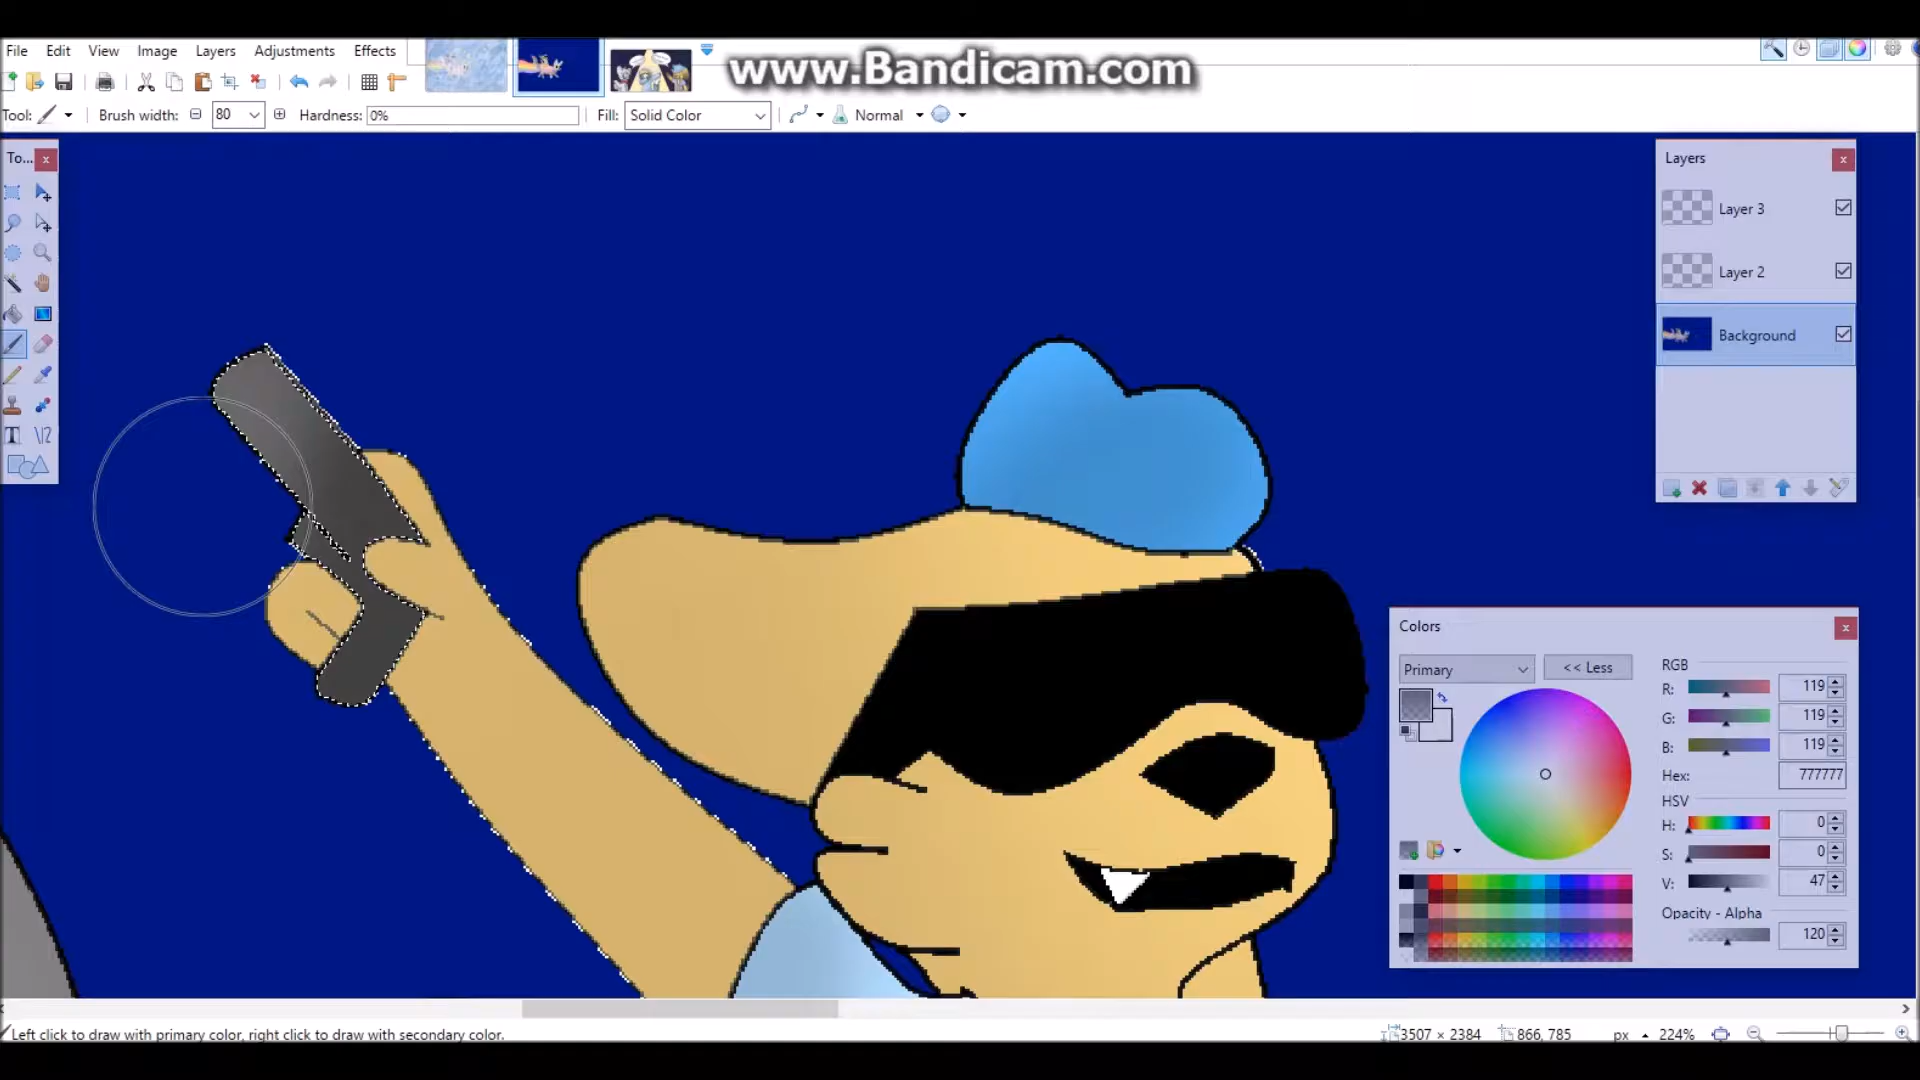 File Edit View Image Layers Adjustments Effects
www.Bandicam.com
Tool: Brush width: 80 Hardness: 0% Fill: Solid Color Normal
To...
Layers
Layer 3
Layer 2
Background
Colors
Primary << Less RGB
R: 119
G: 119
B: 119
Hex: 777777
HSV
H: 0
S: 0
V: 47
Opacity - Alpha
120
Left click to draw with primary color, right click to draw with secondary color. 3507 × 2384 866, 785 px 224%